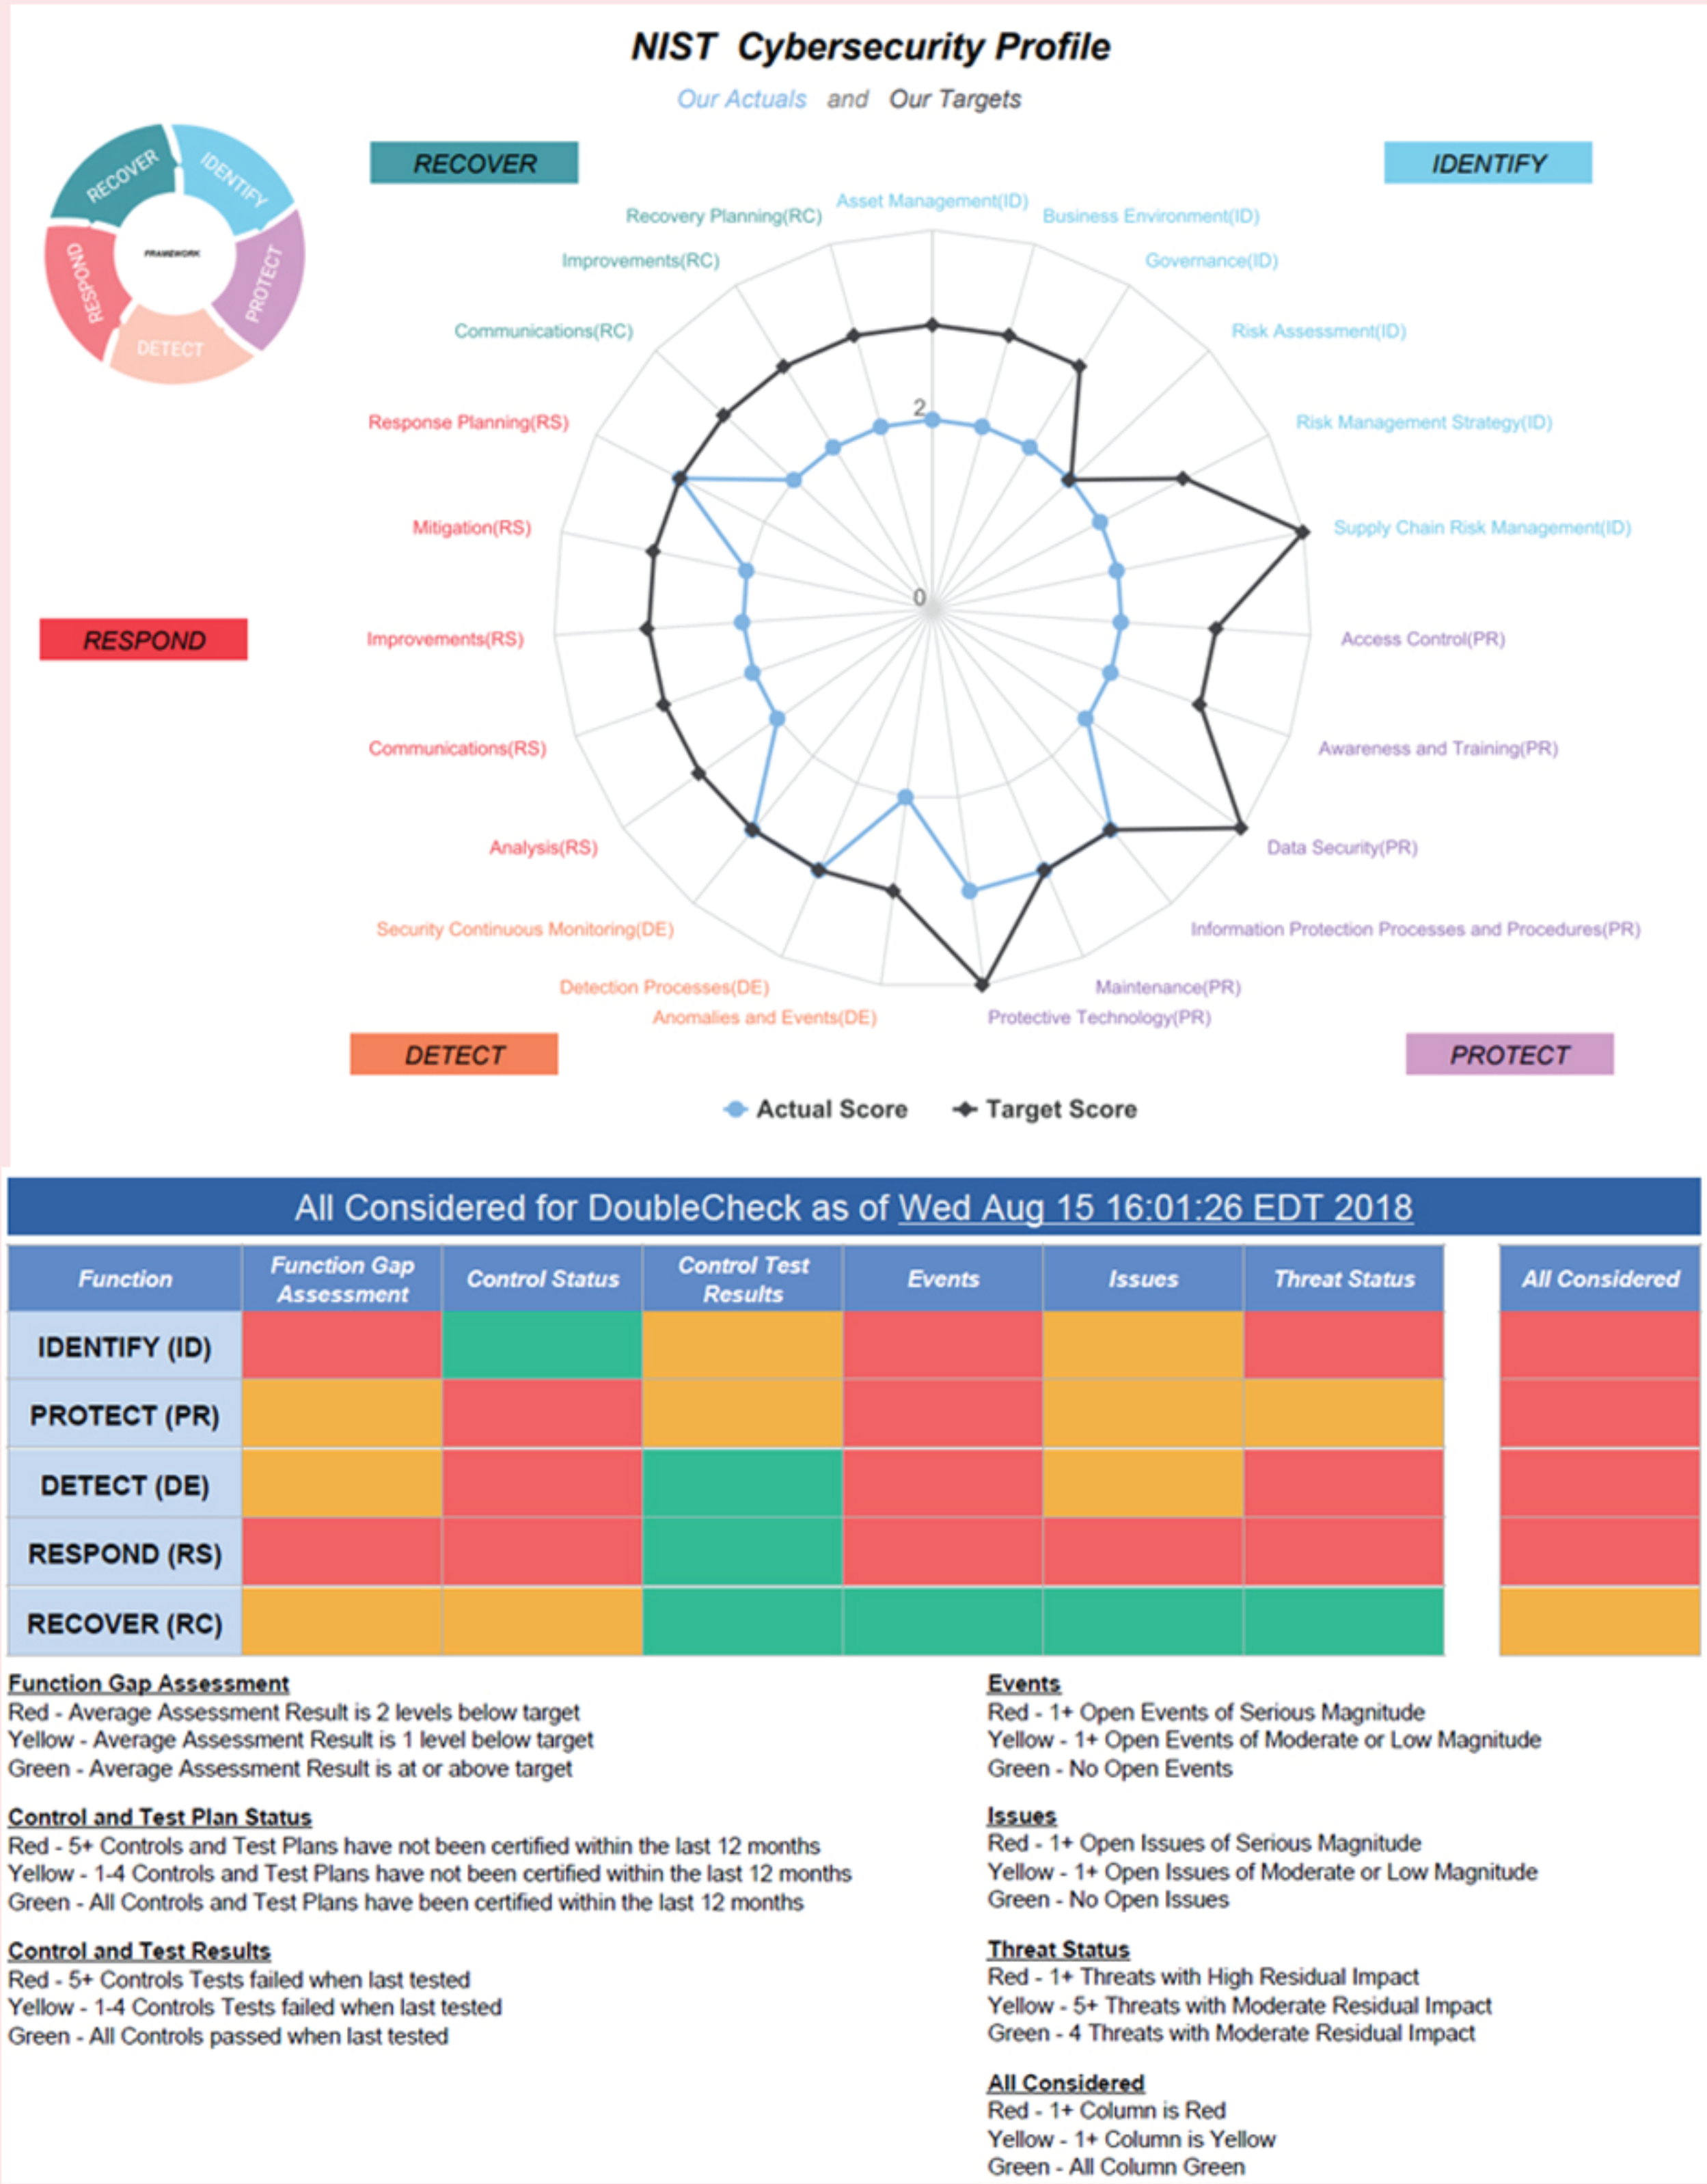 NIST Cybersecurity Profile
Our Actuals and Our Targets
RECOVER
IDENTIFY
PROTECT
DETECT
RESPOND
FRAMEWORK
RECOVER
IDENTIFY
Asset Management(ID)
Business Environment(ID)
Governance(ID)
Risk Assessment(ID)
Risk Management Strategy(ID)
Supply Chain Risk Management(ID)
Access Control(PR)
Awareness and Training(PR)
Data Security(PR)
Information Protection Processes and Procedures(PR)
Maintenance(PR)
Protective Technology(PR)
Anomalies and Events(DE)
Detection Processes(DE)
Security Continuous Monitoring(DE)
Analysis(RS)
Communications(RS)
Improvements(RS)
Mitigation(RS)
Response Planning(RS)
Communications(RC)
Improvements(RC)
Recovery Planning(RC)
2
0
RESPOND
DETECT
PROTECT
Actual Score
Target Score
All Considered for DoubleCheck as of Wed Aug 15 16:01:26 EDT 2018
Function
Function Gap
Assessment
Control Status
Control Test
Results
Events
Issues
Threat Status
All Considered
IDENTIFY (ID)
PROTECT (PR)
DETECT (DE)
RESPOND (RS)
RECOVER (RC)
Function Gap Assessment
Red - Average Assessment Result is 2 levels below target
Yellow - Average Assessment Result is 1 level below target
Green - Average Assessment Result is at or above target
Control and Test Plan Status
Red - 5+ Controls and Test Plans have not been certified within the last 12 months
Yellow - 1-4 Controls and Test Plans have not been certified within the last 12 months
Green - All Controls and Test Plans have been certified within the last 12 months
Control and Test Results
Red - 5+ Controls Tests failed when last tested
Yellow - 1-4 Controls Tests failed when last tested
Green - All Controls passed when last tested
Events
Red - 1+ Open Events of Serious Magnitude
Yellow - 1+ Open Events of Moderate or Low Magnitude
Green - No Open Events
Issues
Red - 1+ Open Issues of Serious Magnitude
Yellow - 1+ Open Issues of Moderate or Low Magnitude
Green - No Open Issues
Threat Status
Red - 1+ Threats with High Residual Impact
Yellow - 5+ Threats with Moderate Residual Impact
Green - 4 Threats with Moderate Residual Impact
All Considered
Red - 1+ Column is Red
Yellow - 1+ Column is Yellow
Green - All Column Green